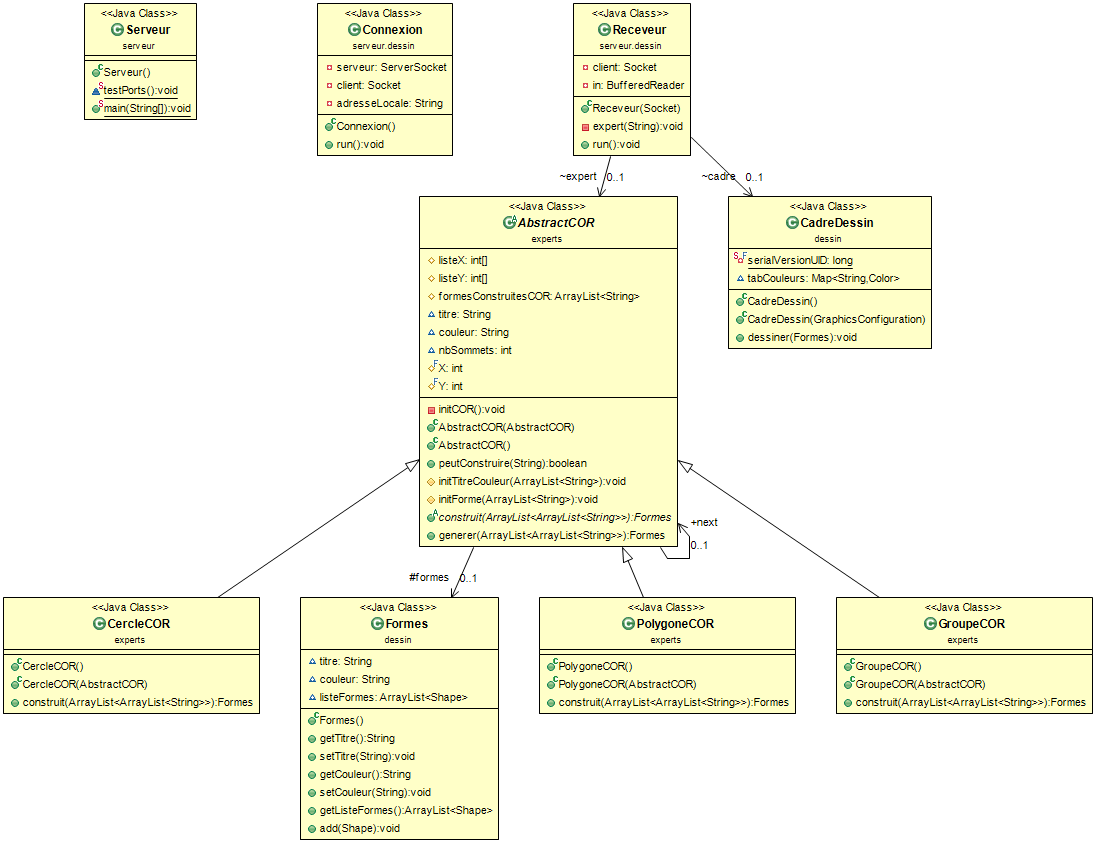 <<Java Class>>
Serveur
serveur
Serveur()
testPorts():void
main(String[]):void
<<Java Class>>
Connexion
serveur.dessin
serveur: ServerSocket
client: Socket
adresseLocale: String
Connexion()
run():void
<<Java Class>>
Receveur
serveur.dessin
client: Socket
in: BufferedReader
Receveur(Socket)
expert(String):void
run():void
~expert
0..1
~cadre
0..1
<<Java Class>>
AbstractCOR
experts
listeX: int[]
listeY: int[]
formesConstruitesCOR: ArrayList<String>
titre: String
couleur: String
nbSommets: int
X: int
Y: int
initCOR():void
AbstractCOR(AbstractCOR)
AbstractCOR()
peutConstruire(String):boolean
initTitreCouleur(ArrayList<String>):void
initForme(ArrayList<String>):void
construit(ArrayList<ArrayList<String>>):Formes
generer(ArrayList<ArrayList<String>>):Formes
<<Java Class>>
CadreDessin
dessin
serialVersionUID: long
tabCouleurs: Map<String,Color>
CadreDessin()
CadreDessin(GraphicsConfiguration)
dessiner(Formes):void
+next
0..1
#formes
0..1
<<Java Class>>
CercleCOR
experts
CercleCOR()
CercleCOR(AbstractCOR)
construit(ArrayList<ArrayList<String>>):Formes
<<Java Class>>
Formes
dessin
titre: String
couleur: String
listeFormes: ArrayList<Shape>
Formes()
getTitre():String
setTitre(String):void
getCouleur():String
setCouleur(String):void
getListeFormes():ArrayList<Shape>
add(Shape):void
<<Java Class>>
PolygoneCOR
experts
PolygoneCOR()
PolygoneCOR(AbstractCOR)
construit(ArrayList<ArrayList<String>>):Formes
<<Java Class>>
GroupeCOR
experts
GroupeCOR()
GroupeCOR(AbstractCOR)
construit(ArrayList<ArrayList<String>>):Formes